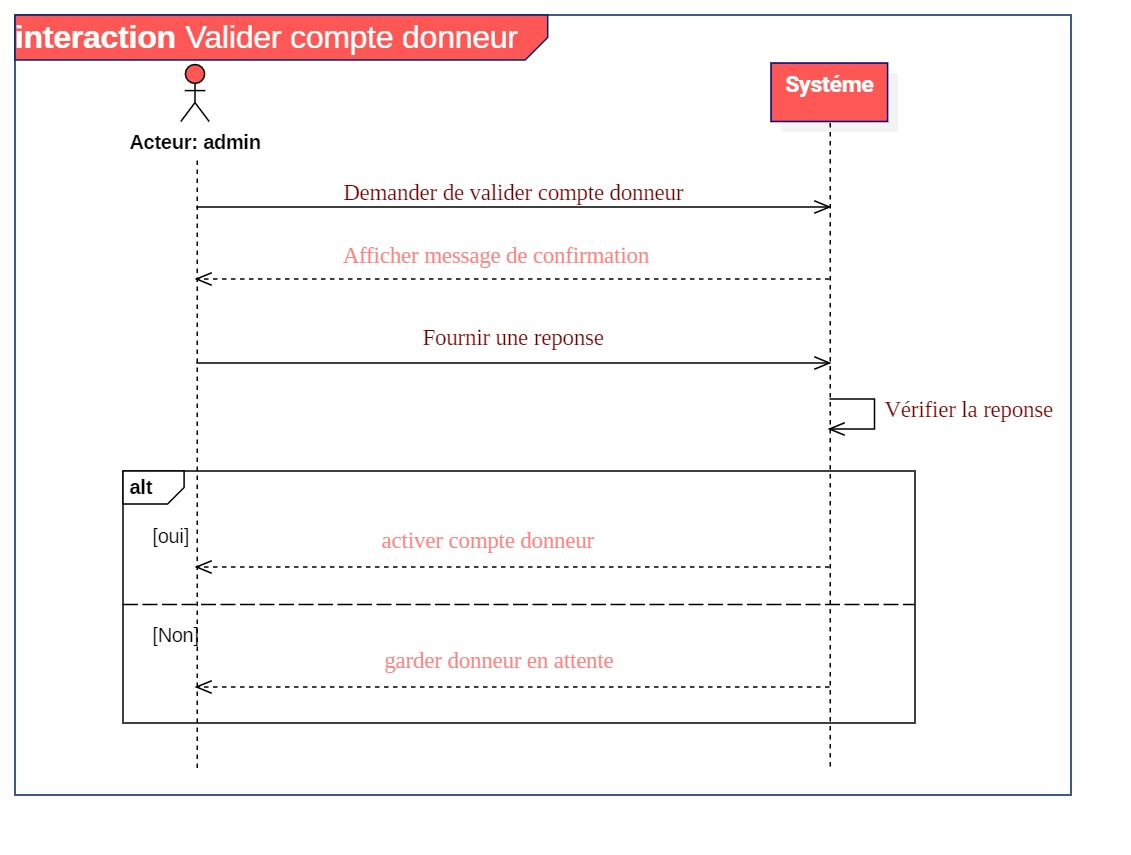 interaction Valider compte donneur
Systéme
Acteur: admin
Demander de valider compte donneur
Afficher message de confirmation
Fournir une reponse
Vérifier la reponse
alt
[oui]
activer compte donneur
[Non]
garder donneur en attente